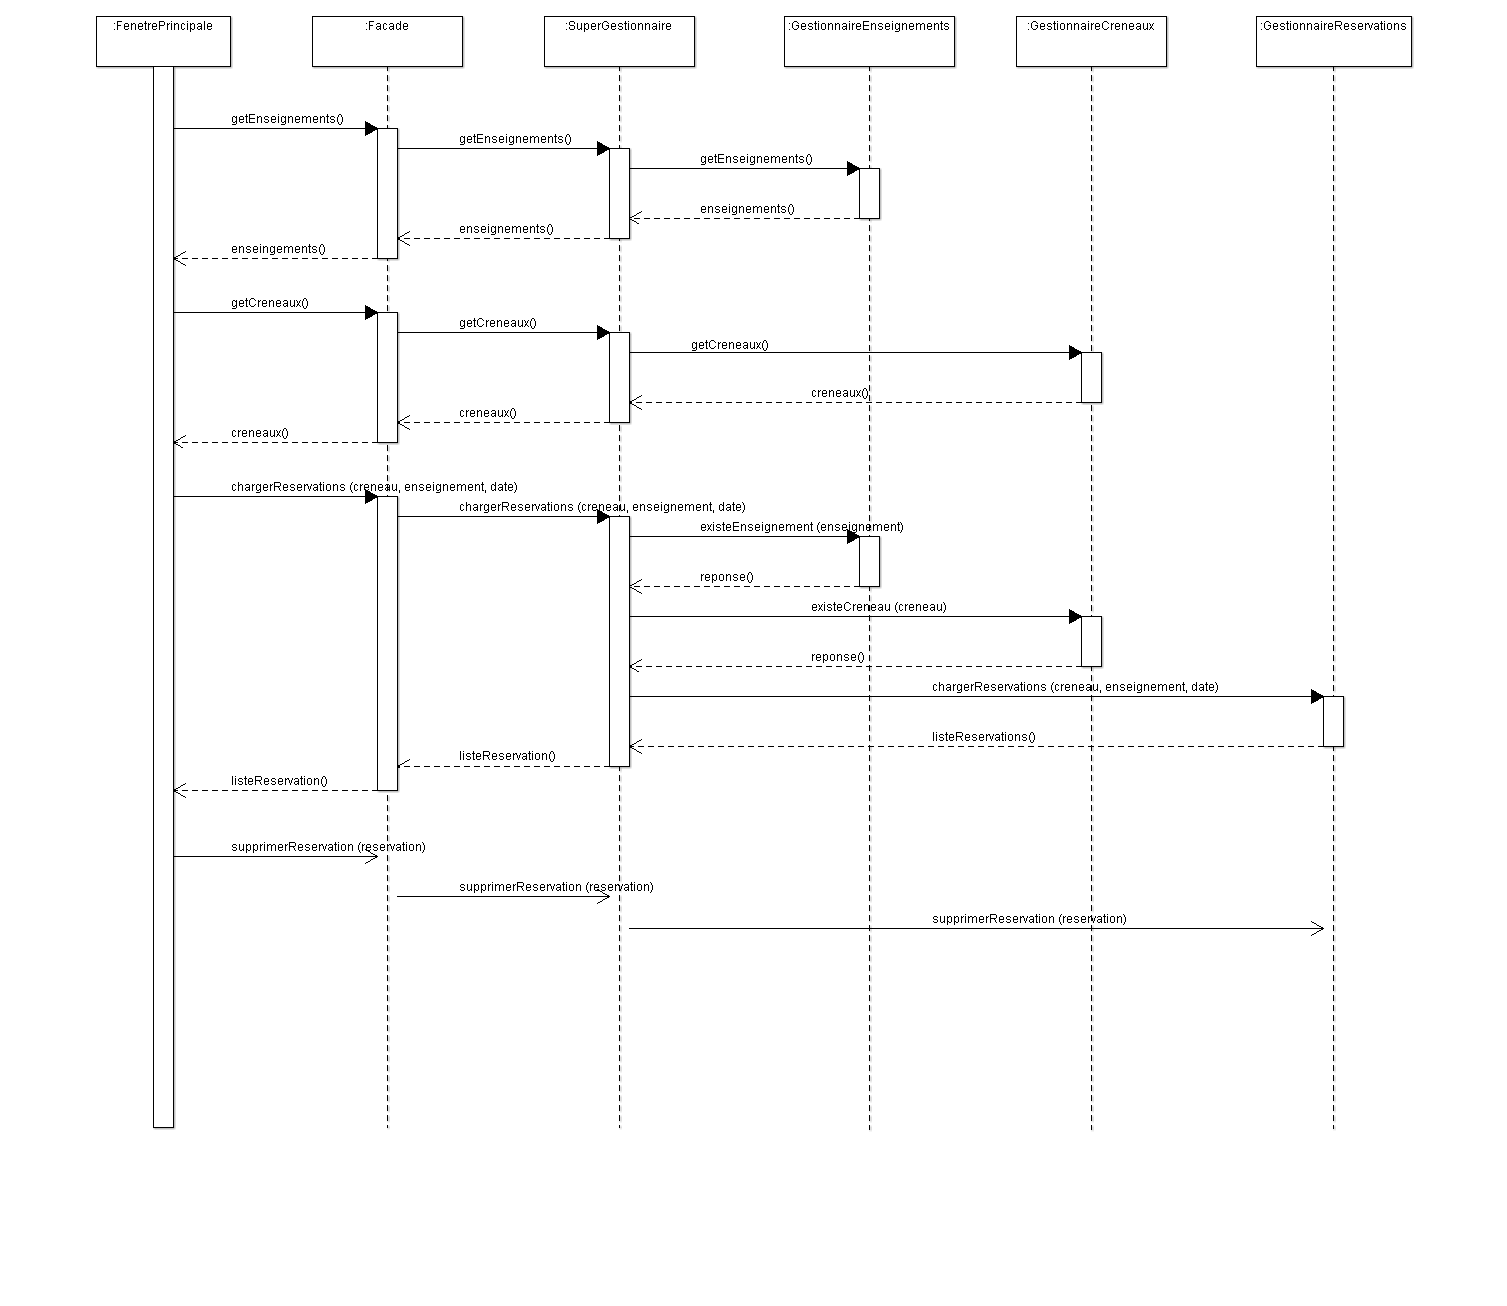 :FenetrePrincipale
:Facade
:SuperGestionnaire
:GestionnaireEnseignements
:GestionnaireCreneaux
:GestionnaireReservations
getEnseignements()
getEnseignements()
getEnseignements()
enseignements()
enseignements()
enseingements()
getCreneaux()
getCreneaux()
getCreneaux()
creneaux()
creneaux()
creneaux()
chargerReservations (creneau, enseignement, date)
chargerReservations (creneau, enseignement, date)
existeEnseignement (enseignement)
reponse()
existeCreneau (creneau)
reponse()
chargerReservations (creneau, enseignement, date)
listeReservations()
listeReservation()
listeReservation()
supprimerReservation (reservation)
supprimerReservation (reservation)
supprimerReservation (reservation)